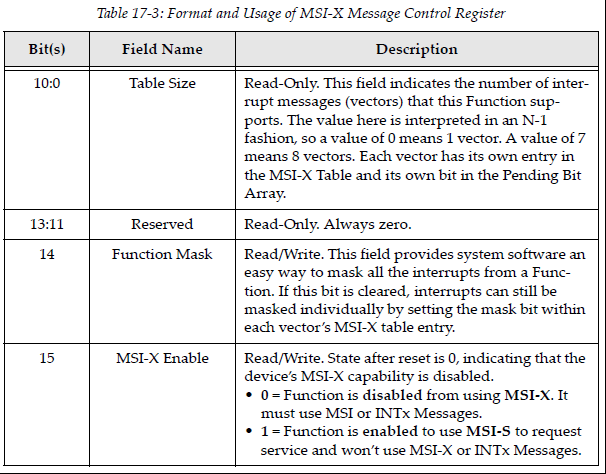 Table 17-3: Format and Usage of MSI-X Message Control Register
Bit(s) Field Name Description
10:0 Table Size Read-Only. This field indicates the number of inter-
rupt messages (vectors) that this Function sup-
ports. The value here is interpreted in an N-1
fashion, so a value of 0 means 1 vector. A value of 7
means 8 vectors. Each vector has its own entry in
the MSI-X Table and its own bit in the Pending Bit
Array.
13:11 Reserved Read-Only. Always zero.
14 Function Mask Read/Write. This field provides system software an
easy way to mask all the interrupts from a Func-
tion. If this bit is cleared, interrupts can still be
masked individually by setting the mask bit within
each vector's MSI-X table entry.
15 MSI-X Enable Read/Write. State after reset is 0, indicating that the
device's MSI-X capability is disabled.
• 0 = Function is disabled from using MSI-X. It
must use MSI or INTx Messages.
• 1 = Function is enabled to use MSI-S to request
service and won't use MSI-X or INTx Messages.